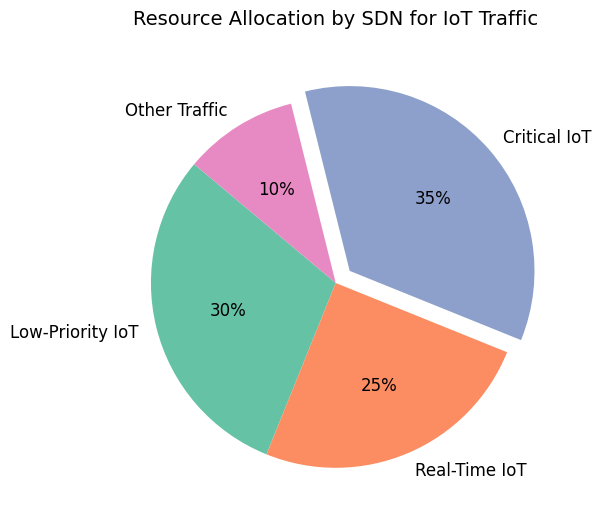 Resource Allocation by SDN for IoT Traffic
Other Traffic
Critical IoT
10%
35%
30%
Low-Priority IoT
25%
Real-Time IoT